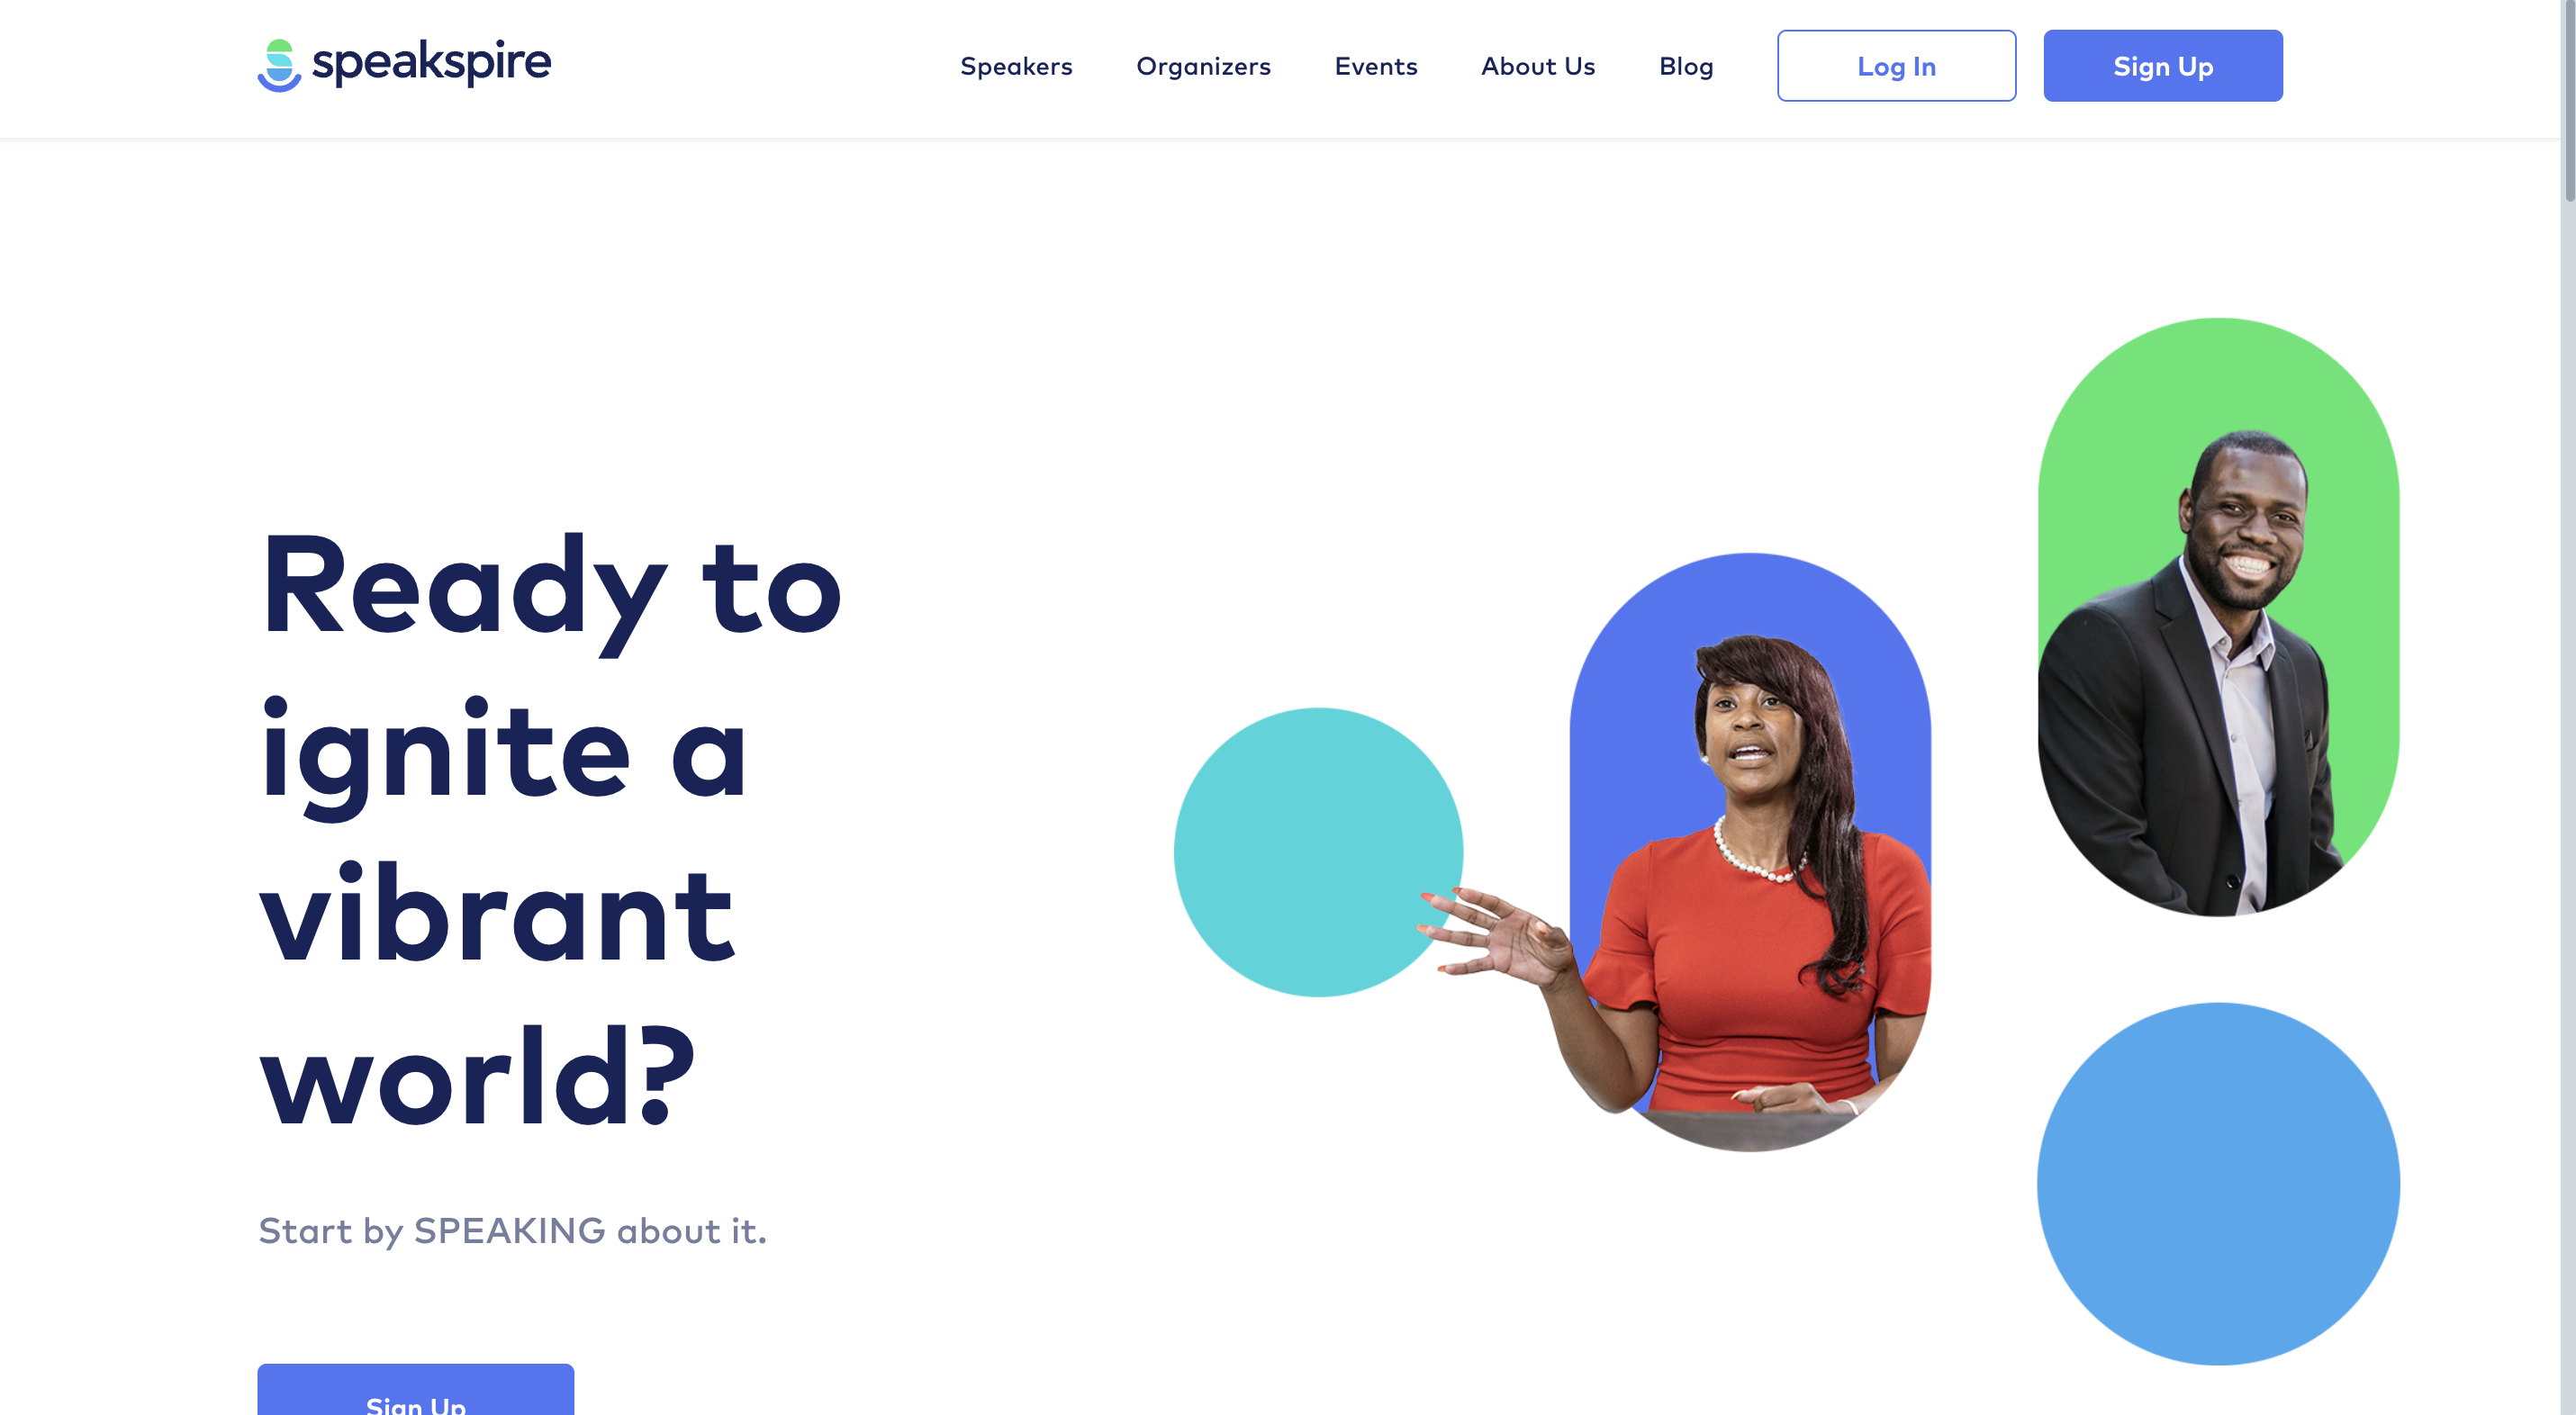 speakspire
Speakers Organizers Events About Us Blog Log In Sign Up
Ready to
ignite a
vibrant
world?
Start by SPEAKING about it.
Sign Up